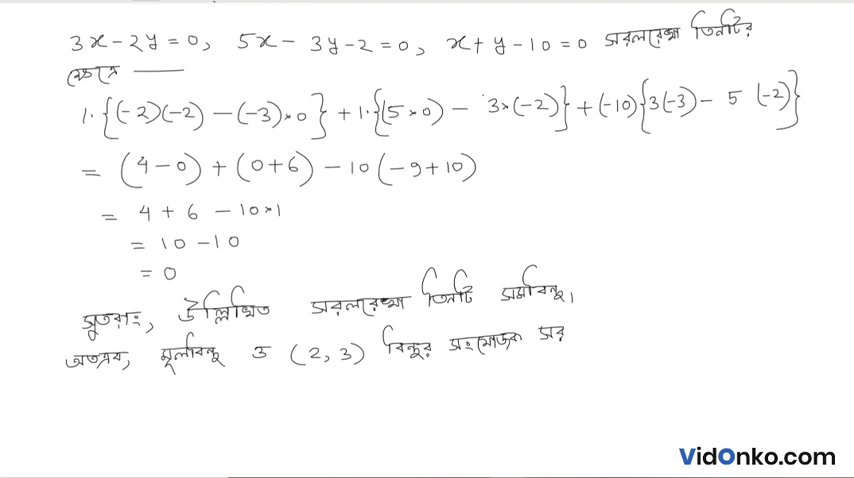 3x-2y=0, 5x-3y-2=0, x+y-10=0 সরলরেখা তিনটির
ক্ষেত্রে —
1.{(-2)(-2)-(-3)×0}+1.{(5×0)-3×(-2)}+(-10){3(-3)-5(-2)}
= (4-0)+(0+6)-10(-9+10)
= 4+6-10×1
= 10-10
= 0
সুতরাং, উল্লিখিত সরলরেখা তিনটি সমবিন্দু।
অতএব, মূলবিন্দু ও (2,3) বিন্দুর সংযোজক সর
VidOnko.com